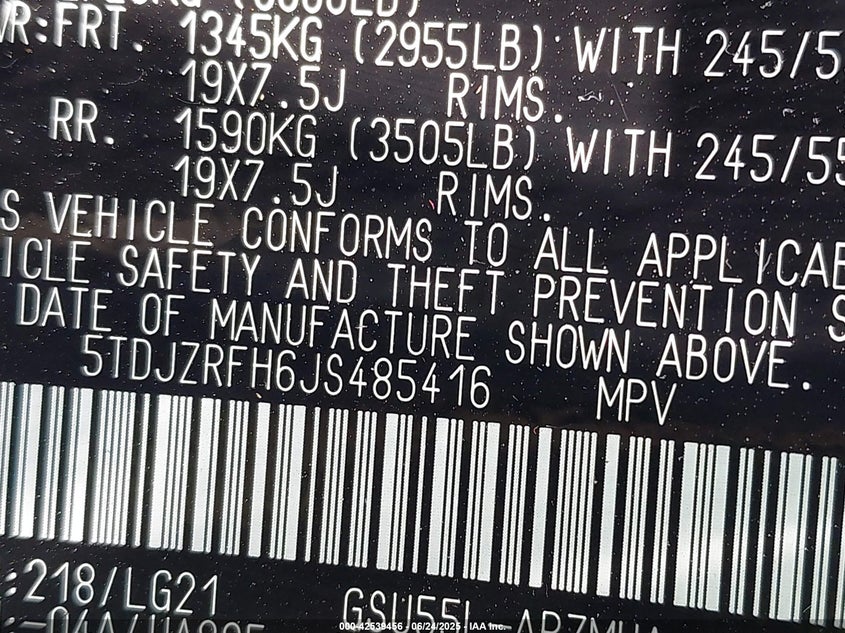 VR:FRT. 1345KG (2955LB) WITH 245/5
19X7.5J RIMS.
RR. 1590KG (3505LB) WITH 245/55
19X7.5J RIMS.
S VEHICLE CONFORMS TO ALL APPLICAB
ICLE SAFETY AND THEFT PREVENTION S
DATE OF MANUFACTURE SHOWN ABOVE.
5TDJZRFH6JS485416 MPV
:218/LG21
GSU55L
000-42539456 - 06/24/2025 - IAA Inc.